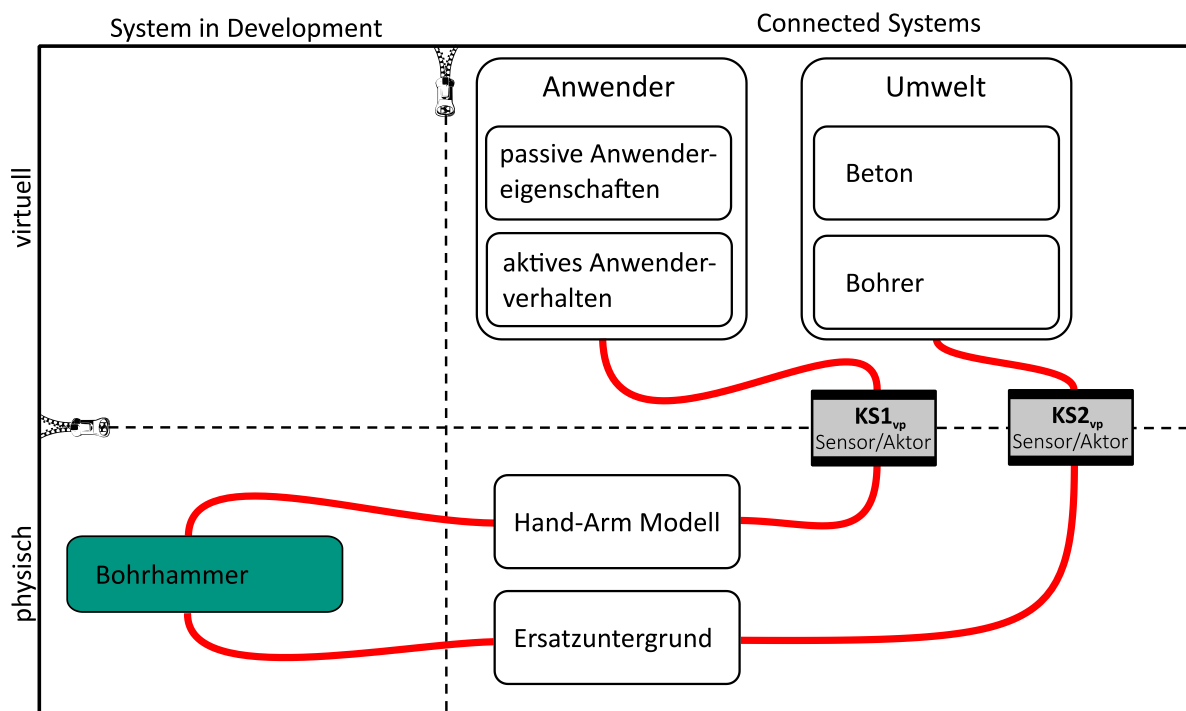 System in Development
Connected Systems
virtuell
Anwender
passive Anwender-
eigenschaften
aktives Anwender-
verhalten
Umwelt
Beton
Bohrer
KS1vp
Sensor/Aktor
KS2vp
Sensor/Aktor
physisch
Bohrhammer
Hand-Arm Modell
Ersatzuntergrund